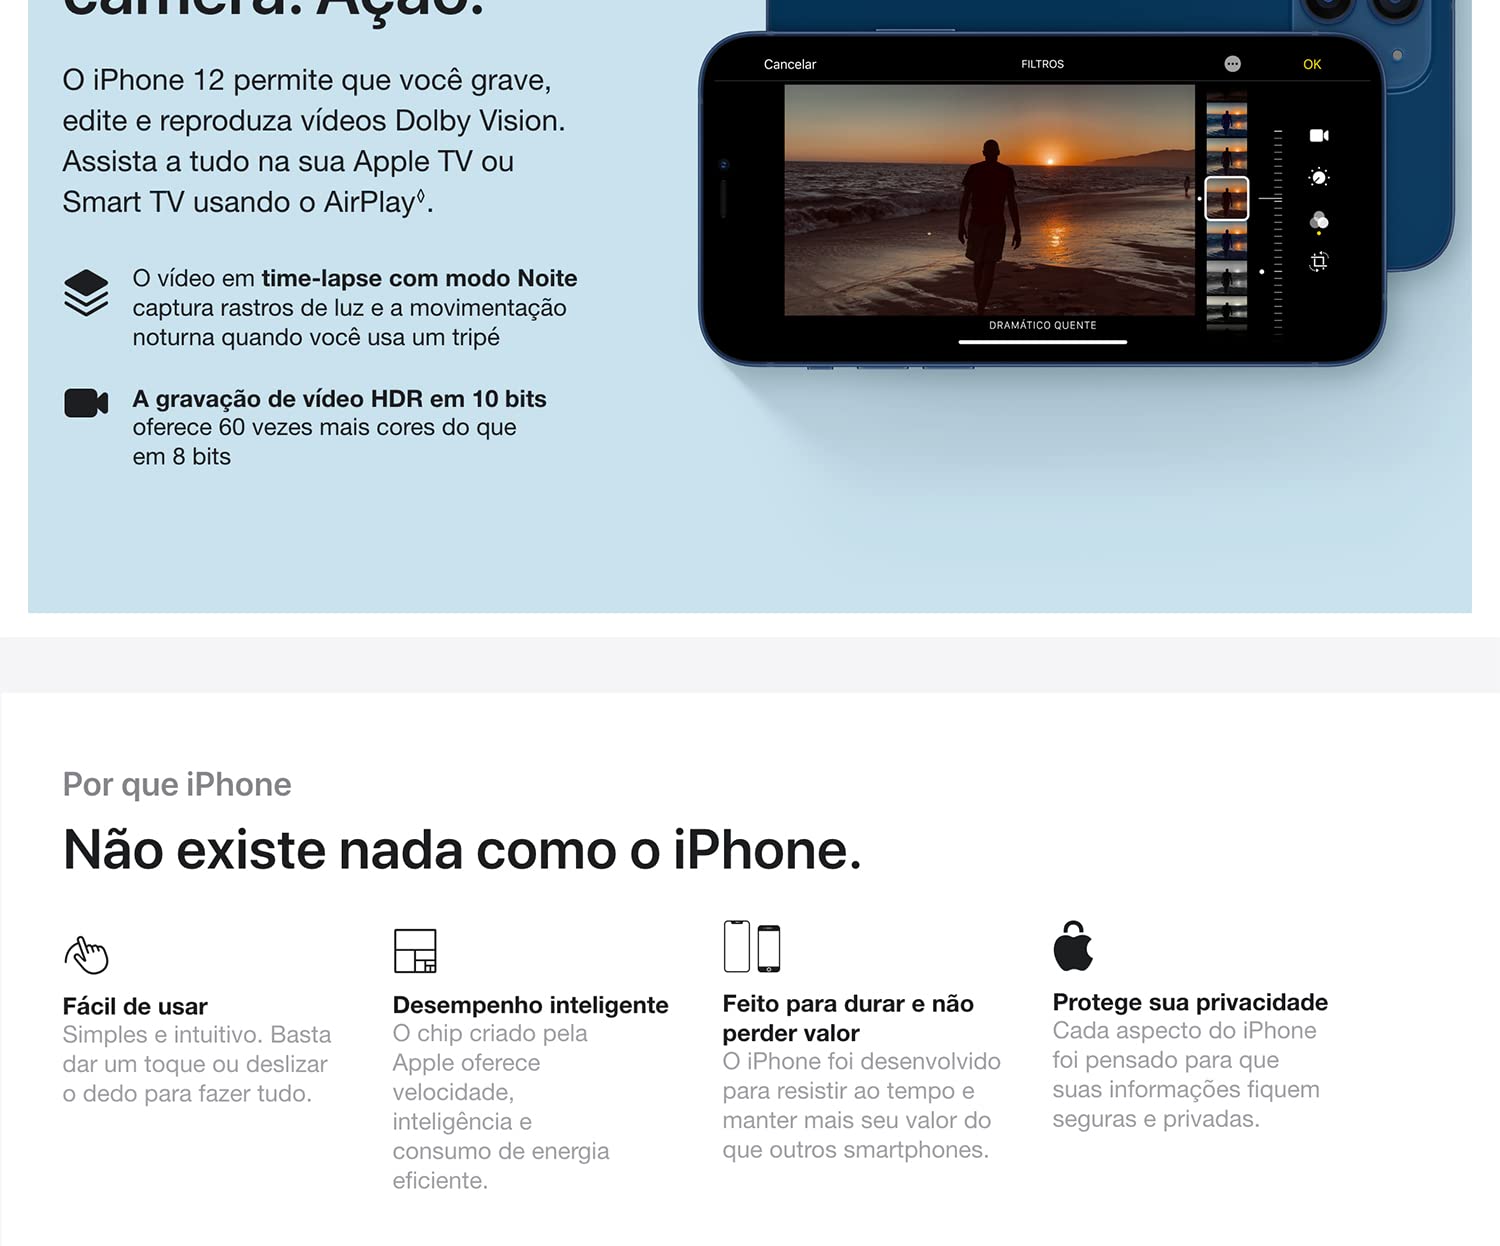 câmera. Ação.
O iPhone 12 permite que você grave,
edite e reproduza vídeos Dolby Vision.
Assista a tudo na sua Apple TV ou
Smart TV usando o AirPlay◊.
O vídeo em time-lapse com modo Noite
captura rastros de luz e a movimentação
noturna quando você usa um tripé
A gravação de vídeo HDR em 10 bits
oferece 60 vezes mais cores do que
em 8 bits
Cancelar
FILTROS
OK
DRAMÁTICO QUENTE
Por que iPhone
Não existe nada como o iPhone.
Fácil de usar
Simples e intuitivo. Basta
dar um toque ou deslizar
o dedo para fazer tudo.
Desempenho inteligente
O chip criado pela
Apple oferece
velocidade,
inteligência e
consumo de energia
eficiente.
Feito para durar e não
perder valor
O iPhone foi desenvolvido
para resistir ao tempo e
manter mais seu valor do
que outros smartphones.
Protege sua privacidade
Cada aspecto do iPhone
foi pensado para que
suas informações fiquem
seguras e privadas.